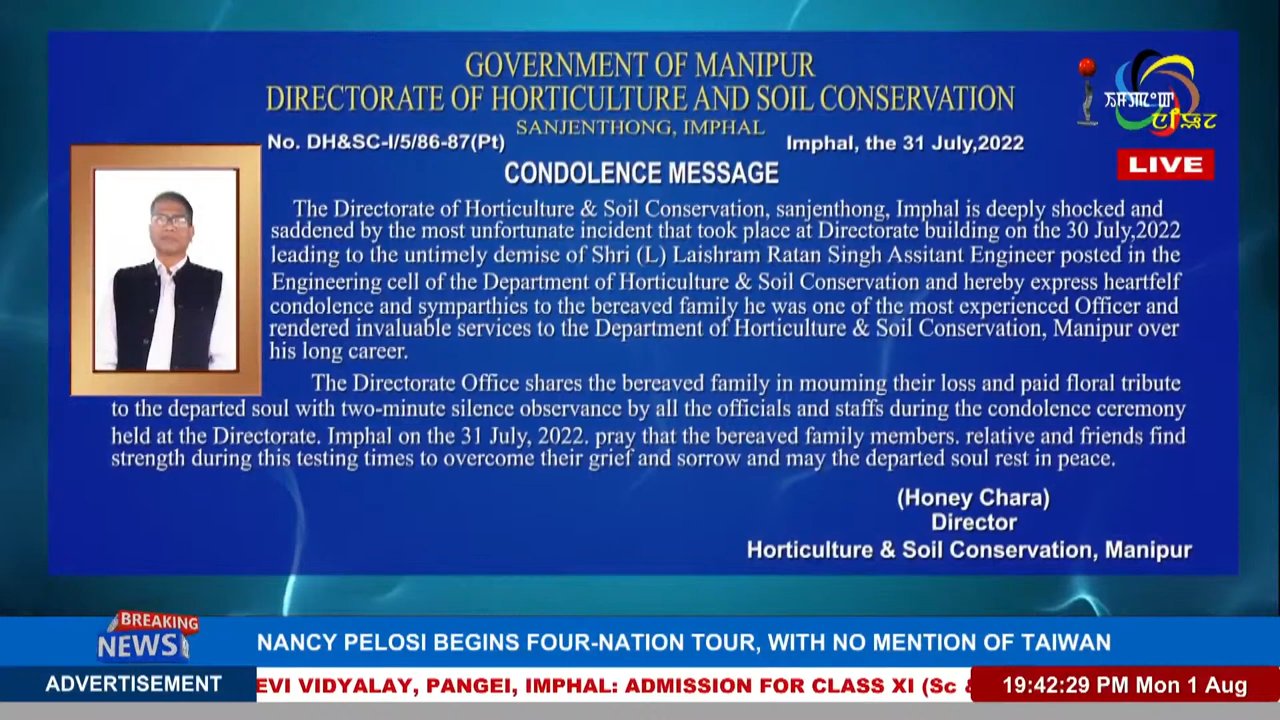 GOVERNMENT OF MANIPUR
DIRECTORATE OF HORTICULTURE AND SOIL CONSERVATION
SANJENTHONG, IMPHAL
No. DH&SC-I/5/86-87(Pt)
Imphal, the 31 July,2022
LIVE
CONDOLENCE MESSAGE
The Directorate of Horticulture & Soil Conservation, sanjenthong, Imphal is deeply shocked and
saddened by the most unfortunate incident that took place at Directorate building on the 30 July,2022
leading to the untimely demise of Shri (L) Laishram Ratan Singh Assitant Engineer posted in the
Engineering cell of the Department of Horticulture & Soil Conservation and hereby express heartfelf
condolence and symparthies to the bereaved family he was one of the most experienced Officer and
rendered invaluable services to the Department of Horticulture & Soil Conservation, Manipur over
his long career.
The Directorate Office shares the bereaved family in mouming their loss and paid floral tribute
to the departed soul with two-minute silence observance by all the officials and staffs during the condolence ceremony
held at the Directorate. Imphal on the 31 July, 2022. pray that the bereaved family members. relative and friends find
strength during this testing times to overcome their grief and sorrow and may the departed soul rest in peace.
(Honey Chara)
Director
Horticulture & Soil Conservation, Manipur
BREAKING
NEWS
NANCY PELOSI BEGINS FOUR-NATION TOUR, WITH NO MENTION OF TAIWAN
ADVERTISEMENT
EVI VIDYALAY, PANGEI, IMPHAL: ADMISSION FOR CLASS XI (Sc &
19:42:29 PM Mon 1 Aug